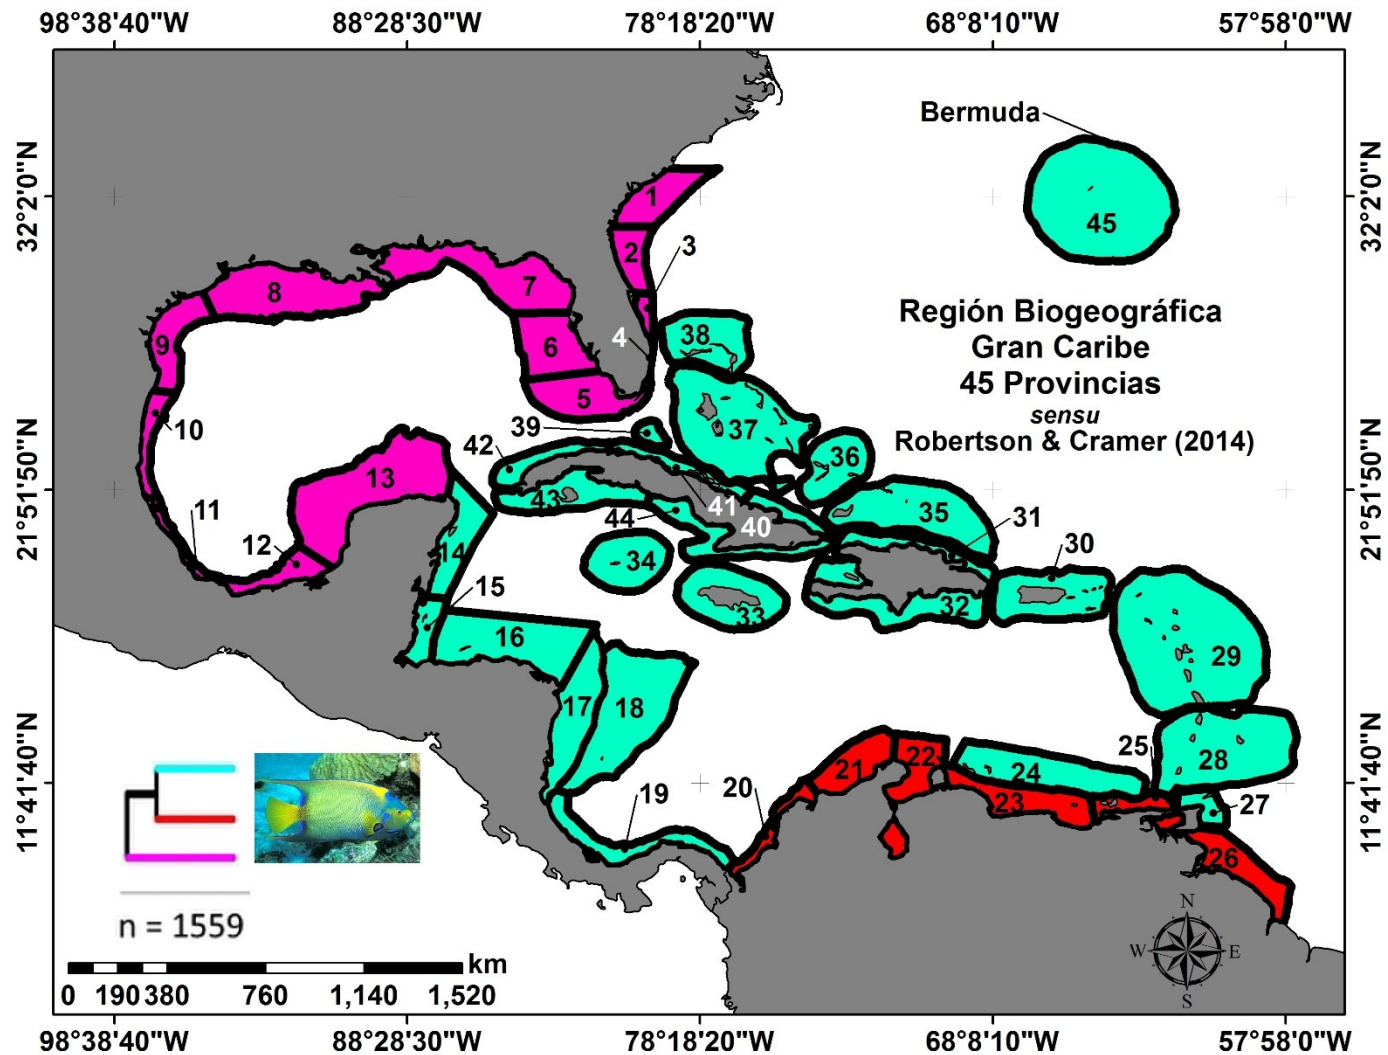 98°38'40"W 88°28'30"W 78°18'20"W 68°8'10"W 57°58'0"W
32°2'0"N
21°51'50"N
11°41'40"N
32°2'0"N
21°51'50"N
11°41'40"N
Bermuda
45
Región Biogeográfica
Gran Caribe
45 Provincias
sensu
Robertson & Cramer (2014)
1
2
3
4
5
6
7
8
9
10
11
12
13
14
15
16
17
18
19
20
21
22
23
24
25
26
27
28
29
30
31
32
33
34
35
36
37
38
39
40
41
42
43
44
n = 1559
km
0 190 380 760 1,140 1,520
N
W E
S
98°38'40"W 88°28'30"W 78°18'20"W 68°8'10"W 57°58'0"W